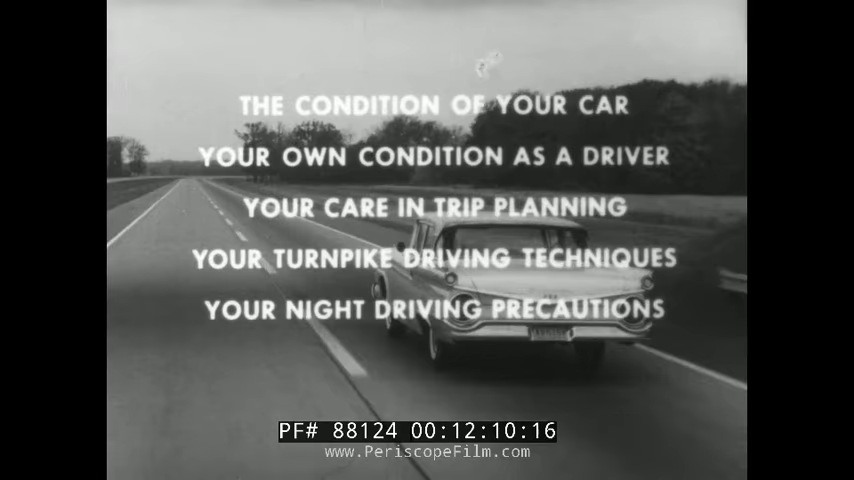 THE CONDITION OF YOUR CAR
YOUR OWN CONDITION AS A DRIVER
YOUR CARE IN TRIP PLANNING
YOUR TURNPIKE DRIVING TECHNIQUES
YOUR NIGHT DRIVING PRECAUTIONS
PF# 88124 00:12:10:16
www.PeriscopeFilm.com